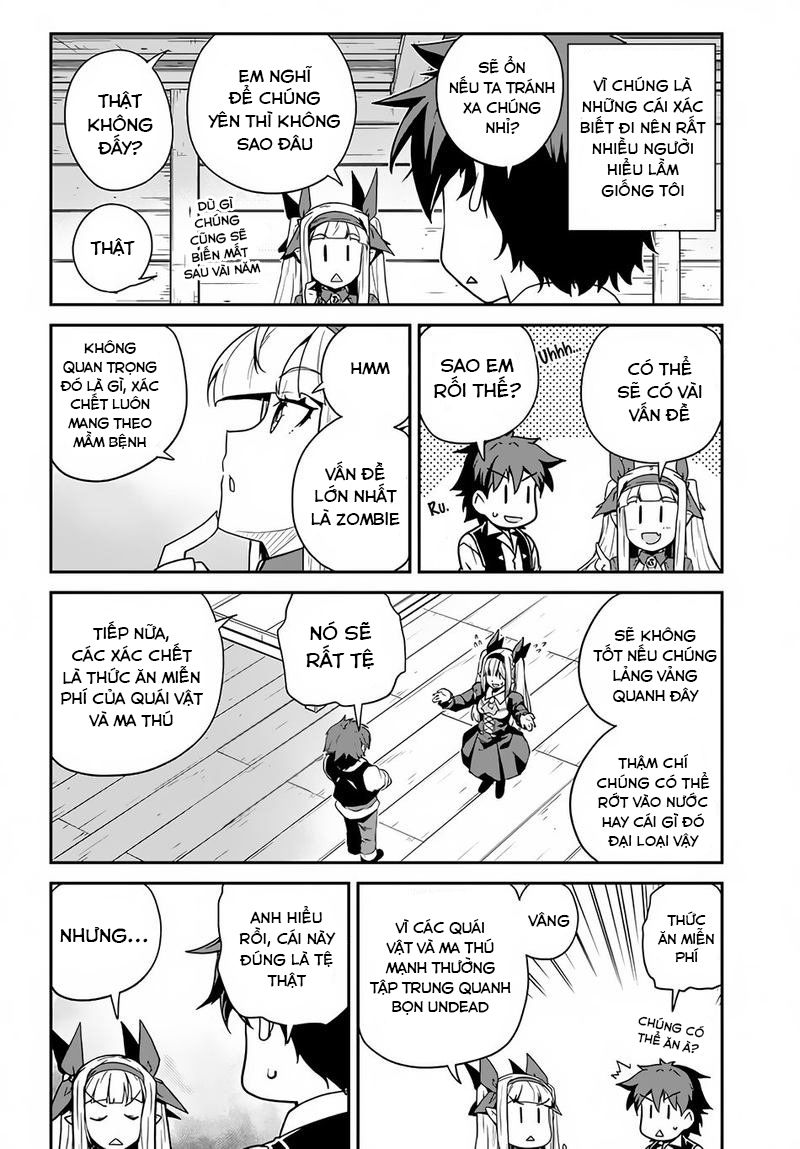 VÌ CHÚNG LÀ
NHỮNG CÁI XÁC
BIẾT ĐI NÊN RẤT
NHIỀU NGƯỜI
HIỂU LẦM
GIỐNG TÔI
SẼ ỔN
NẾU TA TRÁNH
XA CHÚNG
NHỈ?
EM NGHĨ
ĐỂ CHÚNG
YÊN THÌ KHÔNG
SAO ĐÂU
DÙ GÌ
CHÚNG
CŨNG SẼ
BIẾN MẤT
SAU VÀI NĂM
THẬT
KHÔNG
ĐẤY?
THẬT
CÓ THỂ
SẼ CÓ VÀI
VẤN ĐỀ
Uhhh...
SAO EM
RỐI THẾ?
Ru.
HMM
VẤN ĐỀ
LỚN NHẤT
LÀ ZOMBIE
KHÔNG
QUAN TRỌNG
ĐÓ LÀ GÌ, XÁC
CHẾT LUÔN
MANG THEO
MẦM BỆNH
SẼ KHÔNG
TỐT NẾU CHÚNG
LẢNG VẢNG
QUANH ĐÂY
THẬM CHÍ
CHÚNG CÓ THỂ
RỚT VÀO NƯỚC
HAY CÁI GÌ ĐÓ
ĐẠI LOẠI VẬY
NÓ SẼ
RẤT TỆ
TIẾP NỮA,
CÁC XÁC CHẾT
LÀ THỨC ĂN MIỄN
PHÍ CỦA QUÁI VẬT
VÀ MA THÚ
THỨC
ĂN MIỄN
PHÍ
CHÚNG CÓ
THỂ ĂN À?
VÂNG
VÌ CÁC QUÁI
VẬT VÀ MA THÚ
MẠNH THƯỜNG
TẬP TRUNG QUANH
BỌN UNDEAD
ANH HIỂU
RỒI, CÁI NÀY
ĐÚNG LÀ TỆ
THẬT
NHƯNG...